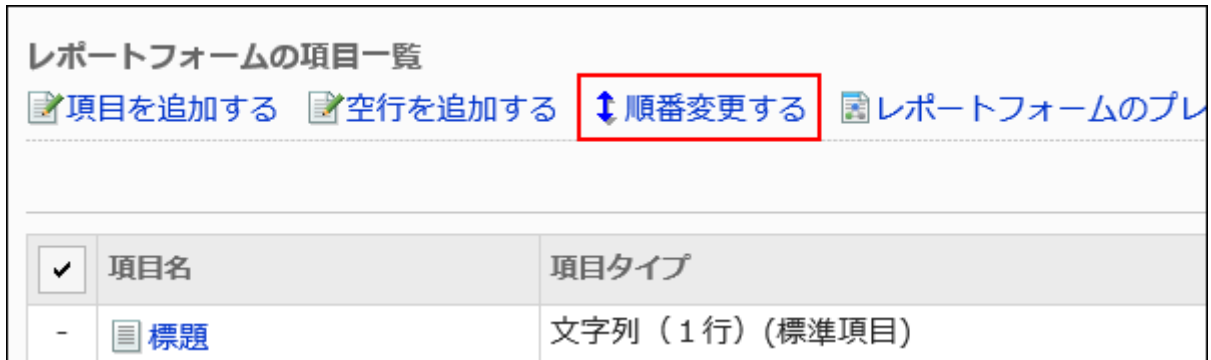 レポートフォームの項目一覧
項目を追加する 空行を追加する 順番変更する レポートフォームのプレ
項目名 項目タイプ
- 標題 文字列（１行）(標準項目)